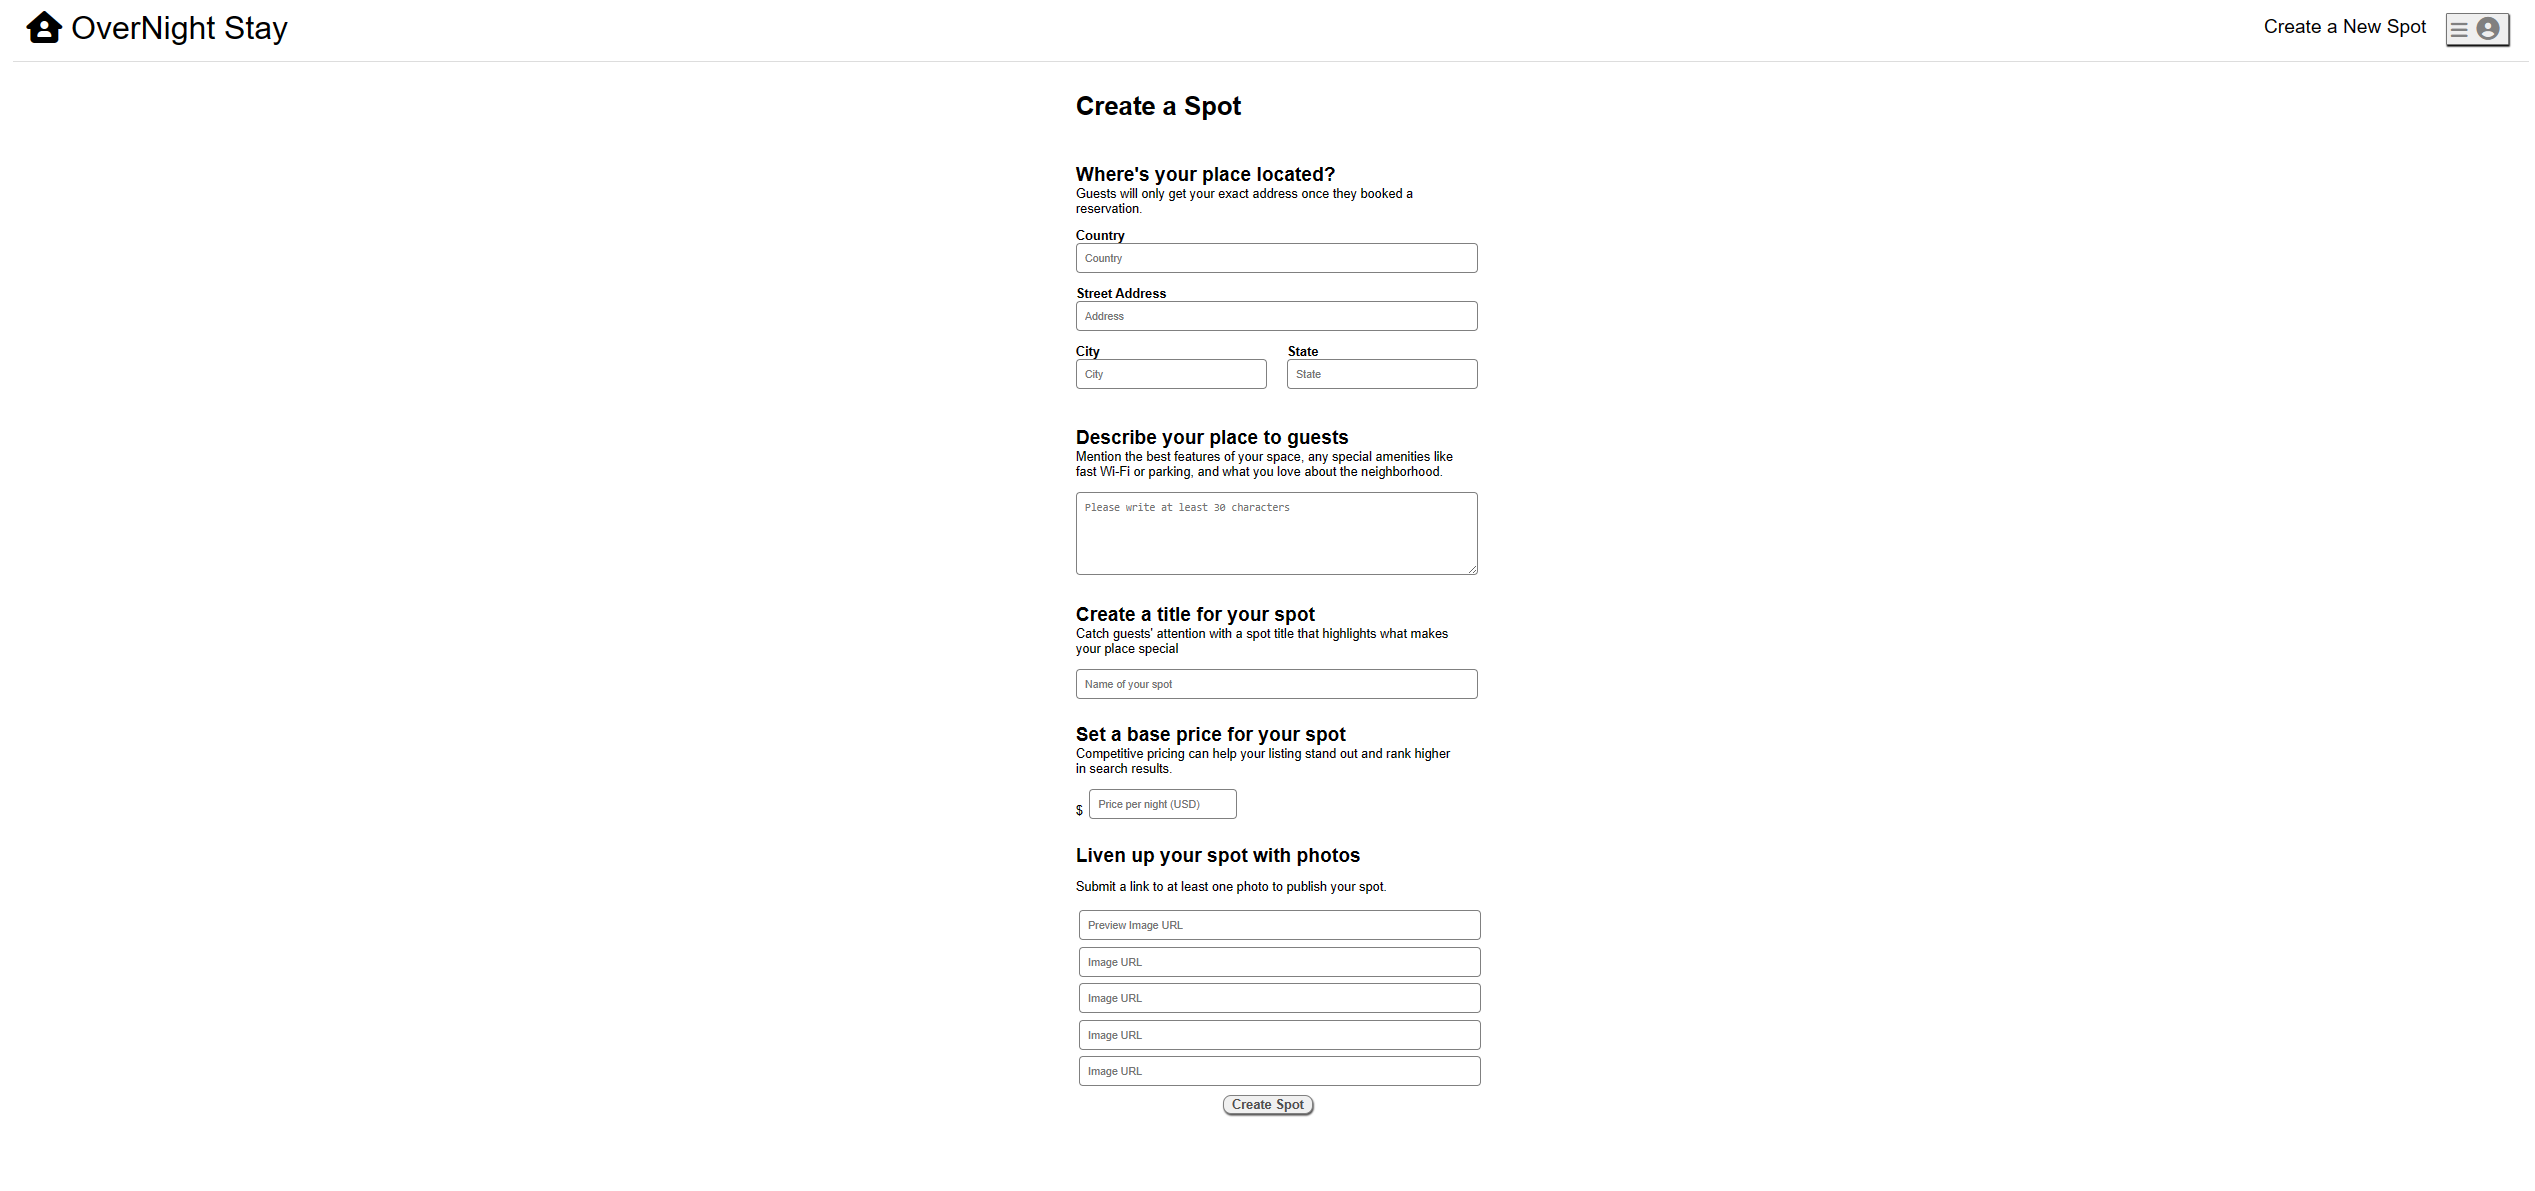 OverNight Stay
Create a New Spot
Create a Spot
Where's your place located?
Guests will only get your exact address once they booked a
reservation.
Country
Country
Street Address
Address
City
State
City
State
Describe your place to guests
Mention the best features of your space, any special amenities like
fast Wi-Fi or parking, and what you love about the neighborhood.
Please write at least 30 characters
Create a title for your spot
Catch guests' attention with a spot title that highlights what makes
your place special
Name of your spot
Set a base price for your spot
Competitive pricing can help your listing stand out and rank higher
in search results.
$ Price per night (USD)
Liven up your spot with photos
Submit a link to at least one photo to publish your spot.
Preview Image URL
Image URL
Image URL
Image URL
Image URL
Create Spot